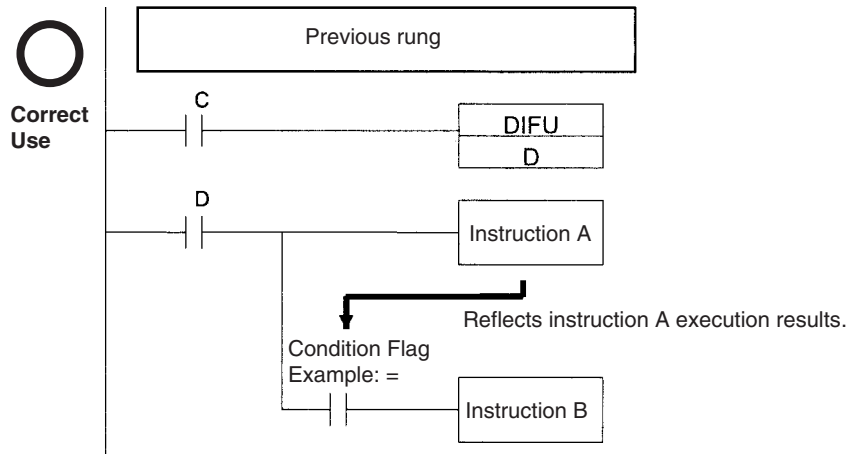 Previous rung
Correct
Use
C
DIFU
D
D
Instruction A
Reflects instruction A execution results.
Condition Flag
Example: =
Instruction B